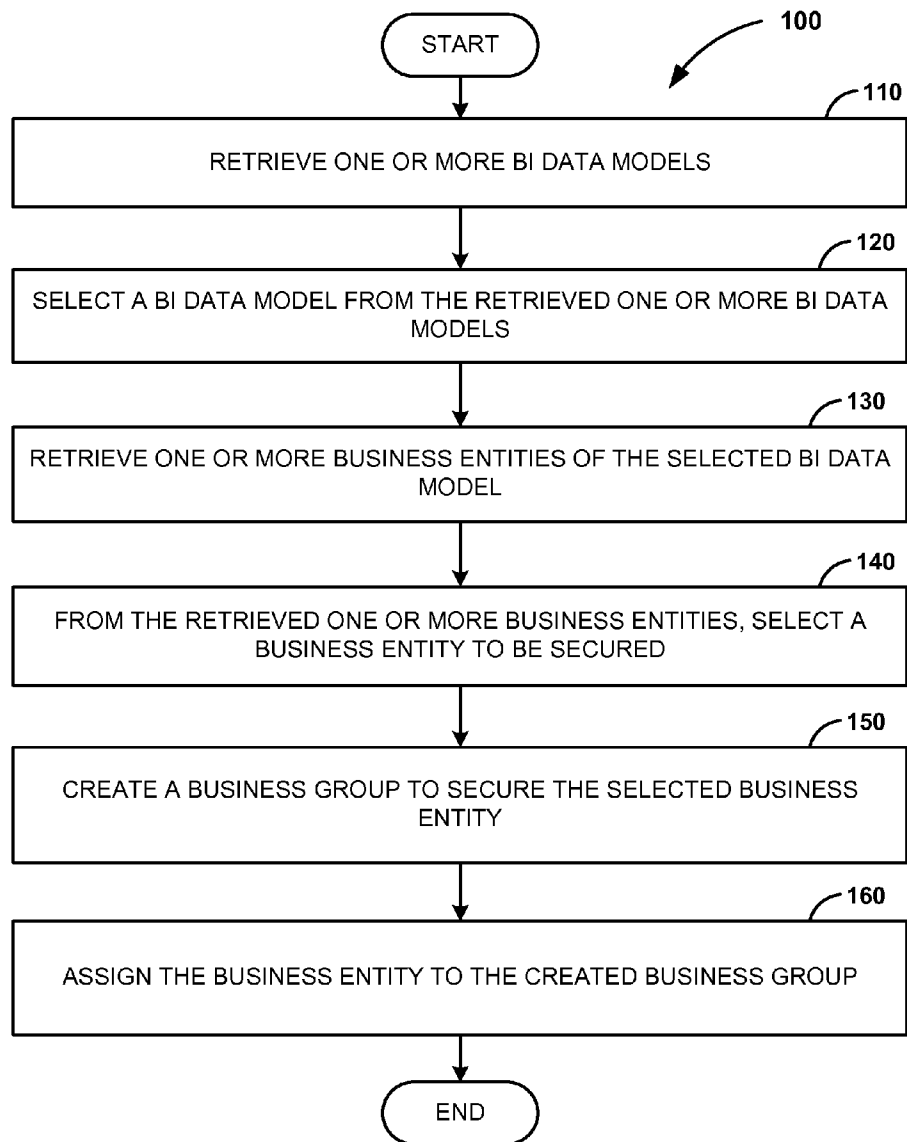 100
START
110
RETRIEVE ONE OR MORE BI DATA MODELS
120
SELECT A BI DATA MODEL FROM THE RETRIEVED ONE OR MORE BI DATA
MODELS
130
RETRIEVE ONE OR MORE BUSINESS ENTITIES OF THE SELECTED BI DATA
MODEL
140
FROM THE RETRIEVED ONE OR MORE BUSINESS ENTITIES, SELECT A
BUSINESS ENTITY TO BE SECURED
150
CREATE A BUSINESS GROUP TO SECURE THE SELECTED BUSINESS
ENTITY
160
ASSIGN THE BUSINESS ENTITY TO THE CREATED BUSINESS GROUP
END